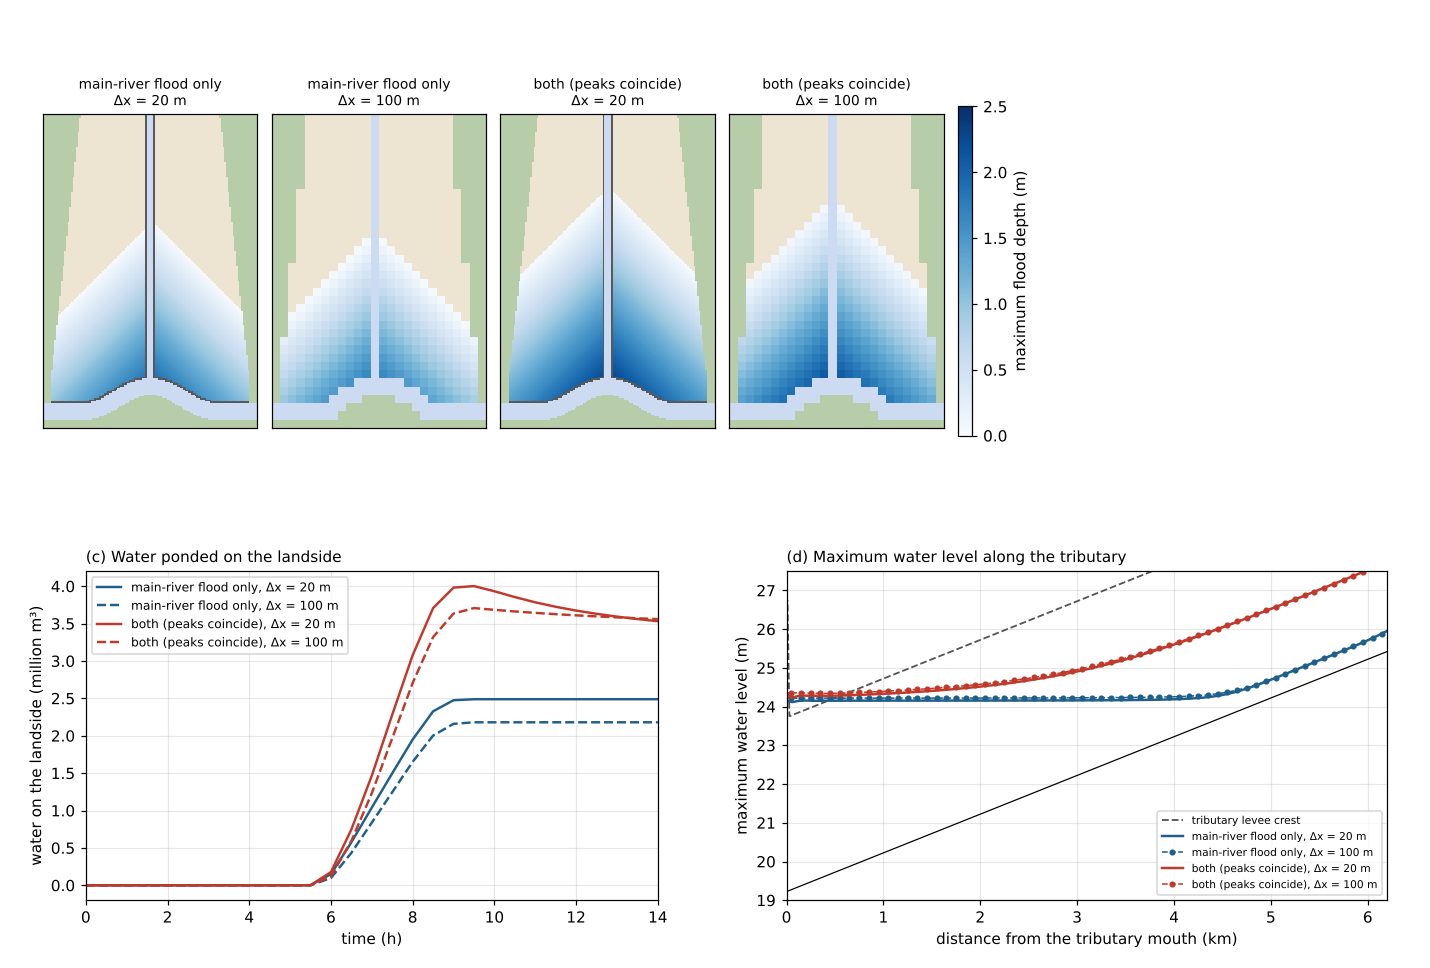 main-river flood only
Δx = 20 m
main-river flood only
Δx = 100 m
both (peaks coincide)
Δx = 20 m
both (peaks coincide)
Δx = 100 m
2.5
2.0
1.5
1.0
0.5
0.0
maximum flood depth (m)
(c) Water ponded on the landside
water on the landside (million m³)
4.0
3.5
3.0
2.5
2.0
1.5
1.0
0.5
0.0
main-river flood only, Δx = 20 m
main-river flood only, Δx = 100 m
both (peaks coincide), Δx = 20 m
both (peaks coincide), Δx = 100 m
0 2 4 6 8 10 12 14
time (h)
(d) Maximum water level along the tributary
maximum water level (m)
27
26
25
24
23
22
21
20
19
tributary levee crest
main-river flood only, Δx = 20 m
main-river flood only, Δx = 100 m
both (peaks coincide), Δx = 20 m
both (peaks coincide), Δx = 100 m
0 1 2 3 4 5 6
distance from the tributary mouth (km)